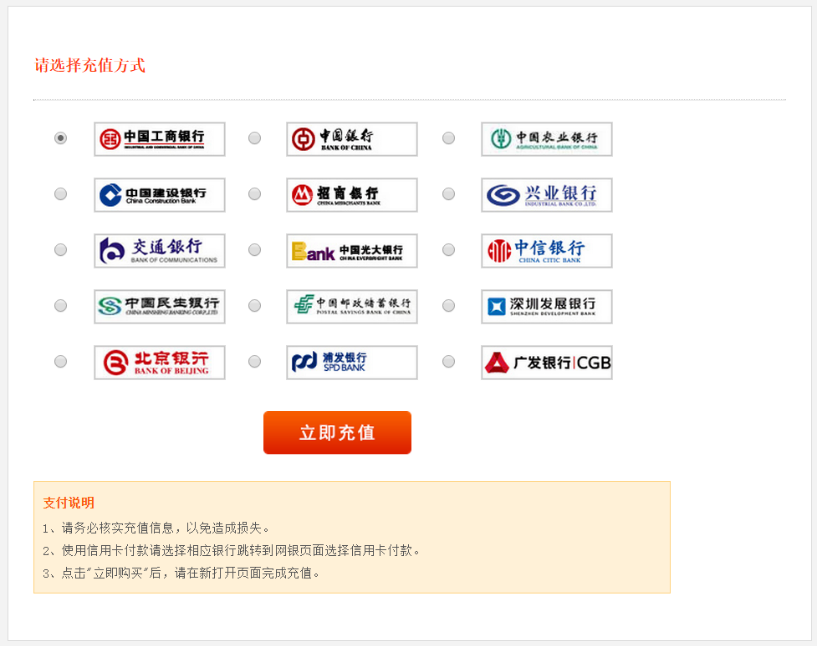 请选择充值方式
中国工商银行
INDUSTRIAL AND COMMERCIAL BANK OF CHINA
中国银行
BANK OF CHINA
中国农业银行
AGRICULTURAL BANK OF CHINA
中国建设银行
China Construction Bank
招商银行
CHINA MERCHANTS BANK
兴业银行
INDUSTRIAL BANK CO.,LTD.
交通银行
BANK OF COMMUNICATIONS
Bank 中国光大银行
CHINA EVERBRIGHT BANK
中信银行
CHINA CITIC BANK
中国民生银行
CHINA MINSHENG BANKING CORP.,LTD
中国邮政储蓄银行
POSTAL SAVINGS BANK OF CHINA
深圳发展银行
SHENZHEN DEVELOPMENT BANK
北京银行
BANK OF BEIJING
浦发银行
SPD BANK
广发银行|CGB
立即充值
支付说明
1、请务必核实充值信息，以免造成损失。
2、使用信用卡付款请选择相应银行跳转到网银页面选择信用卡付款。
3、点击"立即购买"后，请在新打开页面完成充值。